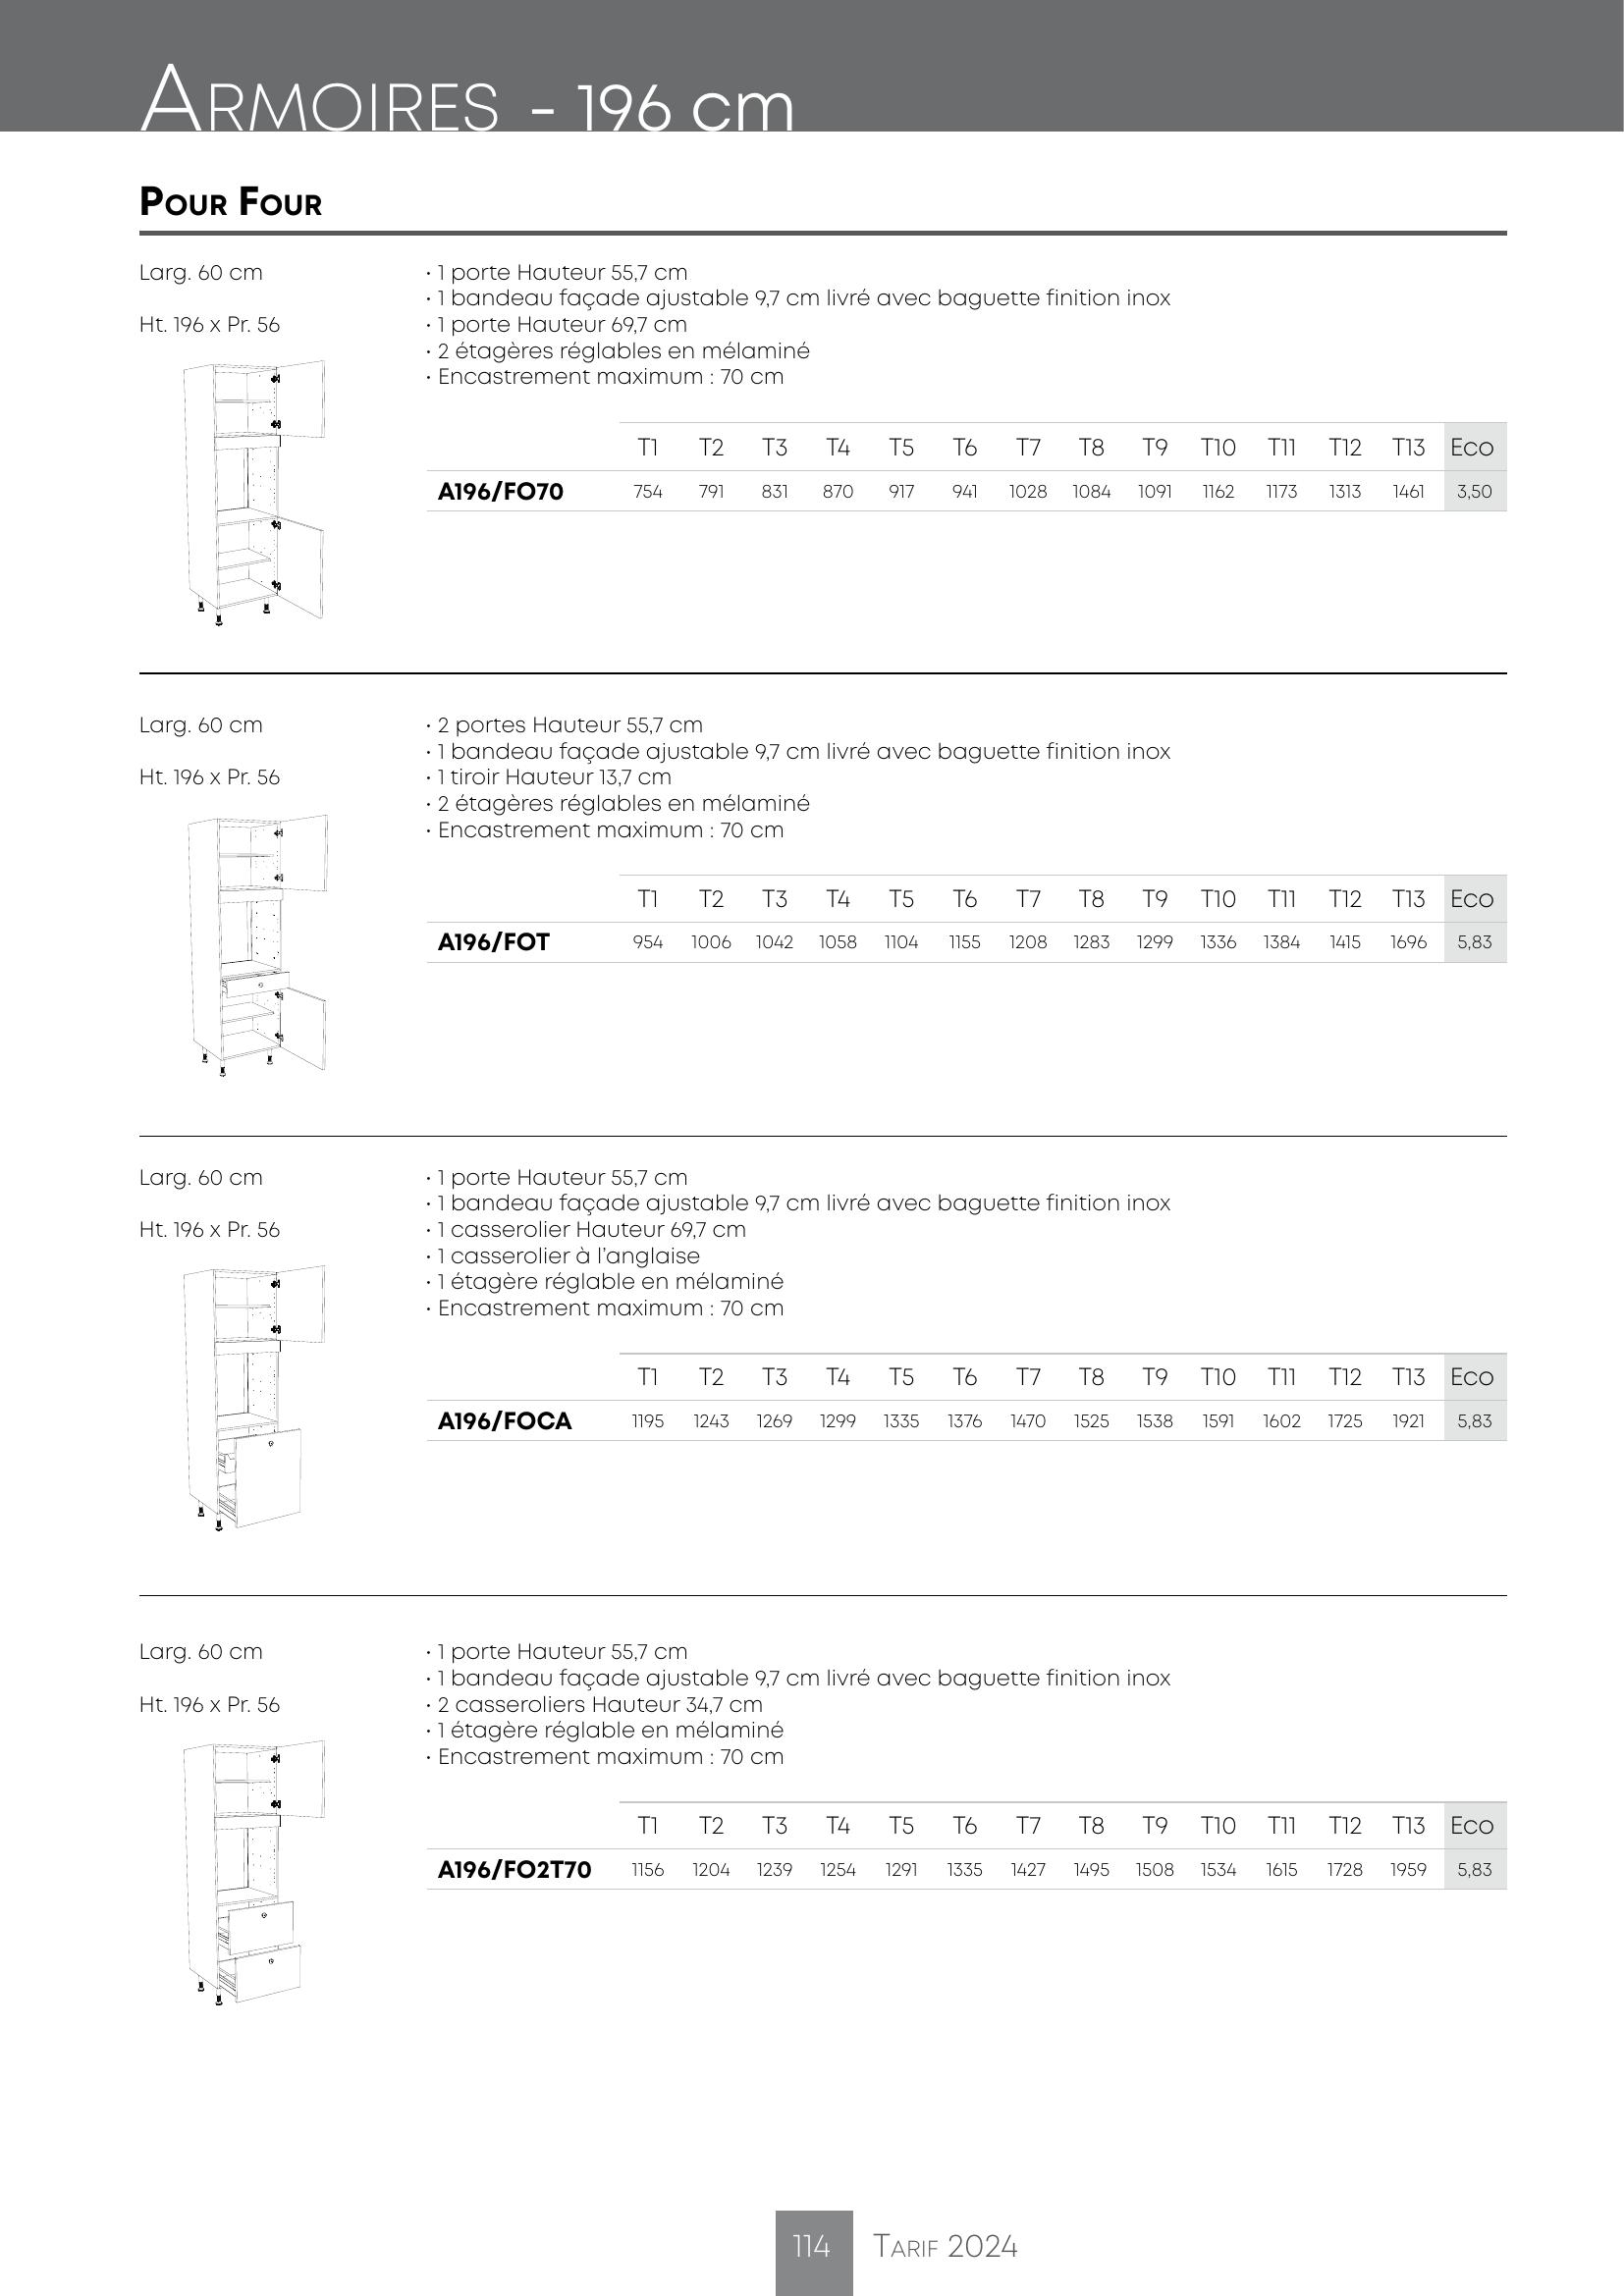 ARMOIRES - 196 cm
POUR FOUR
Larg. 60 cm
Ht. 196 x Pr. 56
· 1 porte Hauteur 55,7 cm
· 1 bandeau façade ajustable 9,7 cm livré avec baguette finition inox
· 1 porte Hauteur 69,7 cm
· 2 étagères réglables en mélaminé
· Encastrement maximum : 70 cm
T1 T2 T3 T4 T5 T6 T7 T8 T9 T10 T11 T12 T13 Eco
A196/FO70 754 791 831 870 917 941 1028 1084 1091 1162 1173 1313 1461 3,50
Larg. 60 cm
Ht. 196 x Pr. 56
· 2 portes Hauteur 55,7 cm
· 1 bandeau façade ajustable 9,7 cm livré avec baguette finition inox
· 1 tiroir Hauteur 13,7 cm
· 2 étagères réglables en mélaminé
· Encastrement maximum : 70 cm
T1 T2 T3 T4 T5 T6 T7 T8 T9 T10 T11 T12 T13 Eco
A196/FOT 954 1006 1042 1058 1104 1155 1208 1283 1299 1336 1384 1415 1696 5,83
Larg. 60 cm
Ht. 196 x Pr. 56
· 1 porte Hauteur 55,7 cm
· 1 bandeau façade ajustable 9,7 cm livré avec baguette finition inox
· 1 casserolier Hauteur 69,7 cm
· 1 casserolier à l'anglaise
· 1 étagère réglable en mélaminé
· Encastrement maximum : 70 cm
T1 T2 T3 T4 T5 T6 T7 T8 T9 T10 T11 T12 T13 Eco
A196/FOCA 1195 1243 1269 1299 1335 1376 1470 1525 1538 1591 1602 1725 1921 5,83
Larg. 60 cm
Ht. 196 x Pr. 56
· 1 porte Hauteur 55,7 cm
· 1 bandeau façade ajustable 9,7 cm livré avec baguette finition inox
· 2 casseroliers Hauteur 34,7 cm
· 1 étagère réglable en mélaminé
· Encastrement maximum : 70 cm
T1 T2 T3 T4 T5 T6 T7 T8 T9 T10 T11 T12 T13 Eco
A196/FO2T70 1156 1204 1239 1254 1291 1335 1427 1495 1508 1534 1615 1728 1959 5,83
114 TARIF 2024